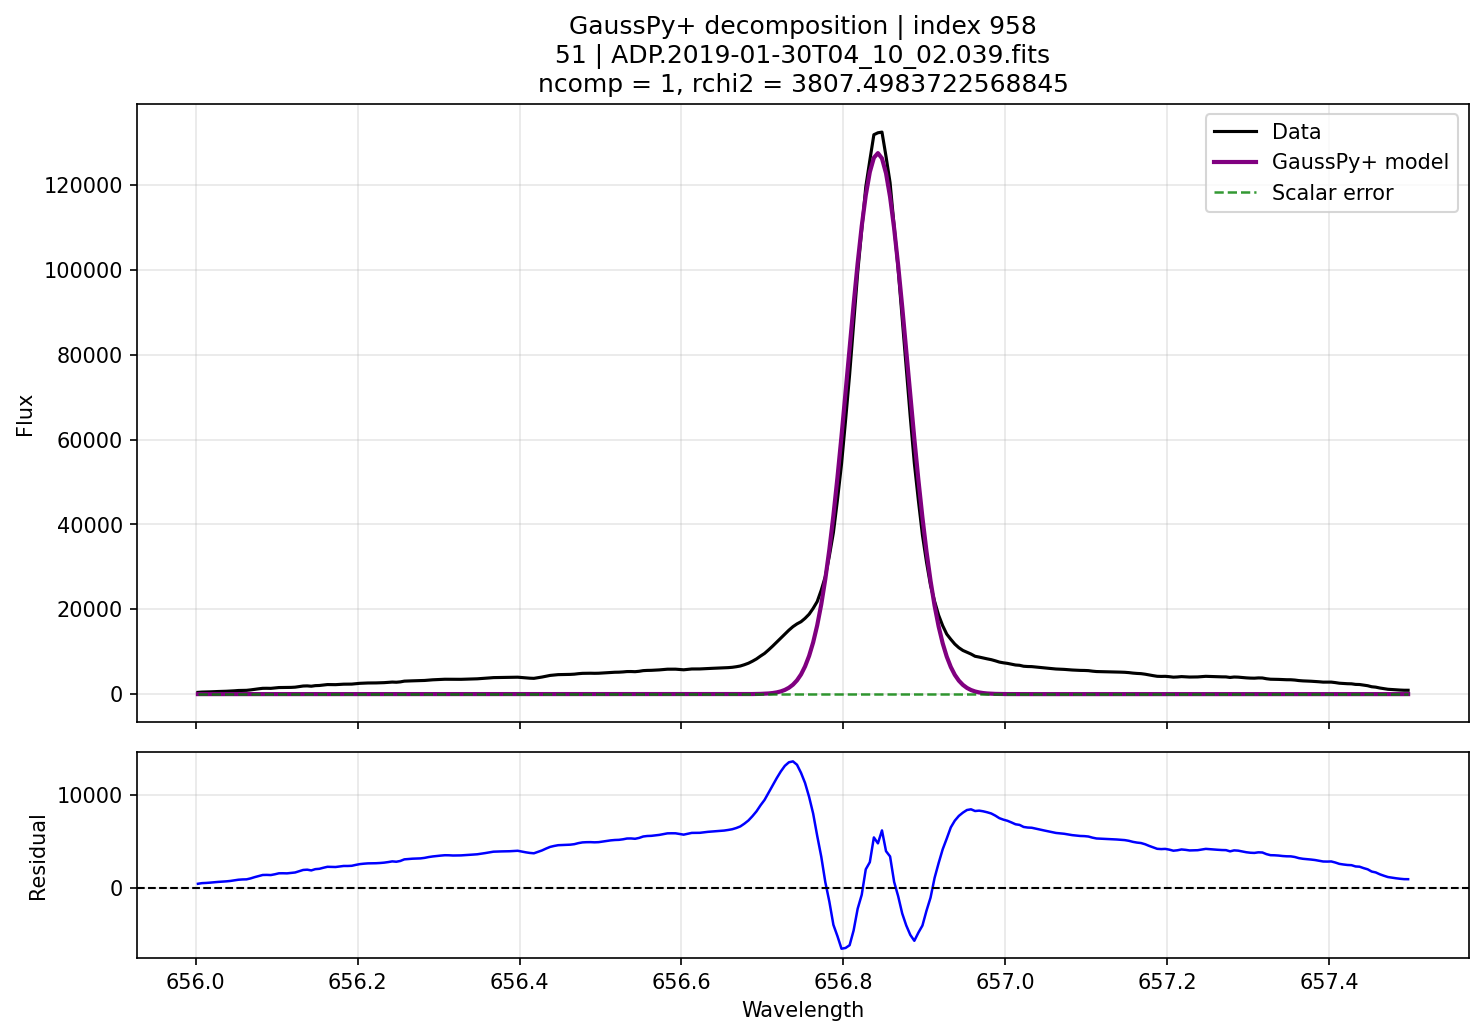 GaussPy+ decomposition | index 958
51 | ADP.2019-01-30T04_10_02.039.fits
ncomp = 1, rchi2 = 3807.4983722568845
Data
GaussPy+ model
Scalar error
Flux
120000
100000
80000
60000
40000
20000
0
Residual
10000
0
656.0 656.2 656.4 656.6 656.8 657.0 657.2 657.4
Wavelength